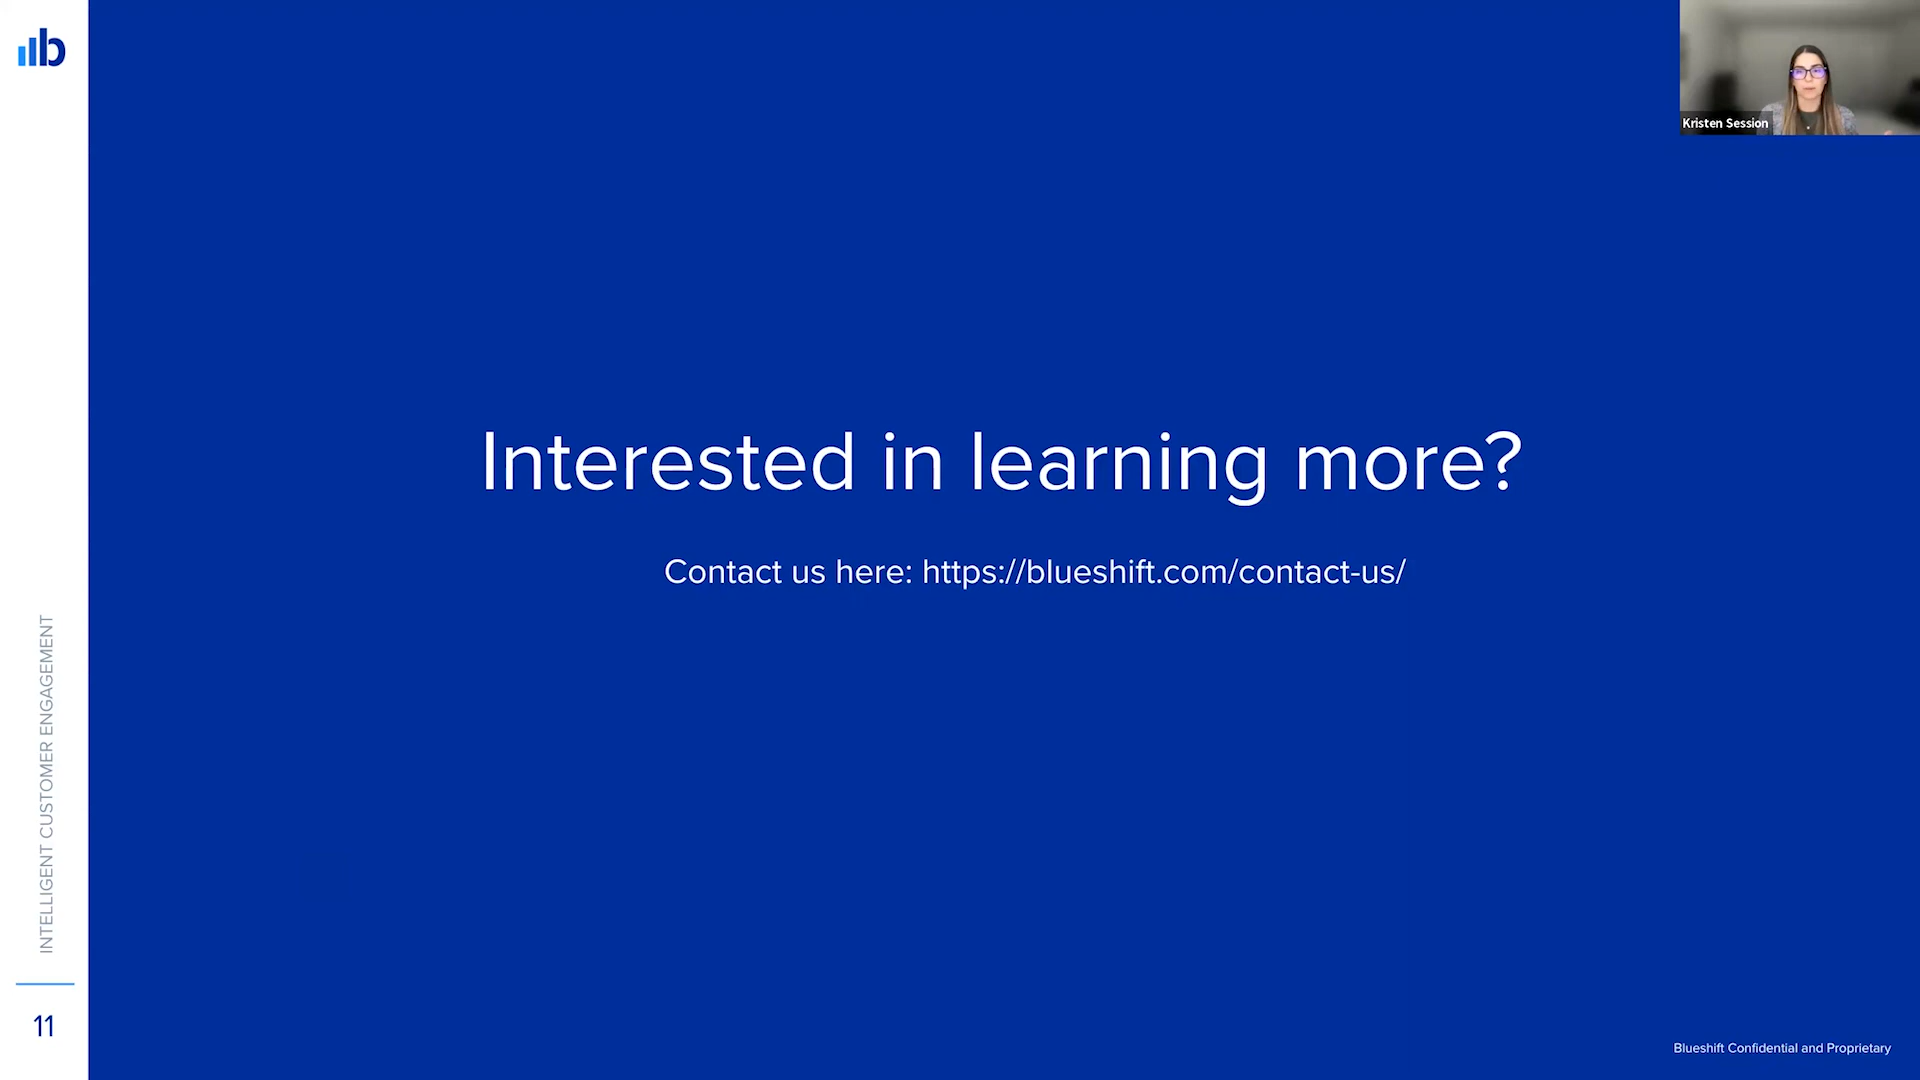 b
Kristen Session
Interested in learning more?
Contact us here: https://blueshift.com/contact-us/
INTELLIGENT CUSTOMER ENGAGEMENT
11
Blueshift Confidential and Proprietary